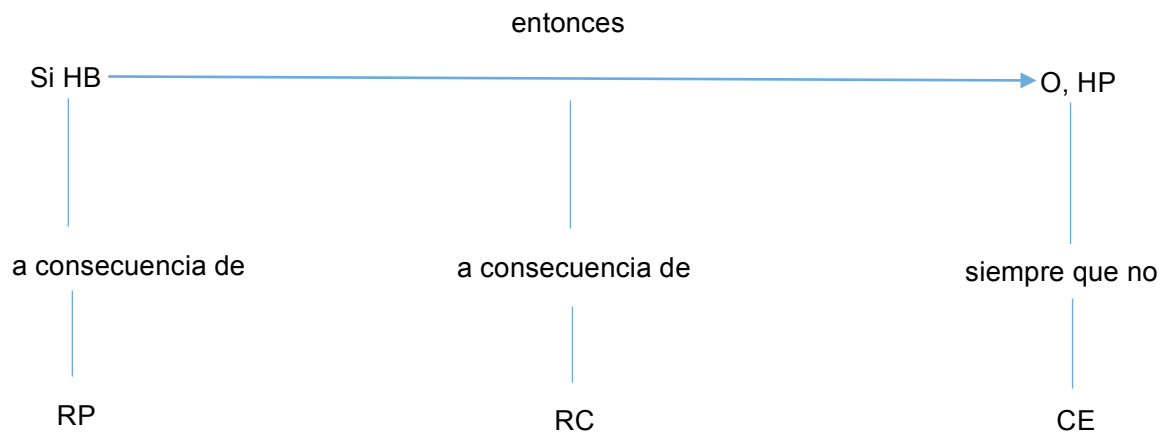 entonces
Si HB
O, HP
a consecuencia de
a consecuencia de
siempre que no
RP
RC
CE